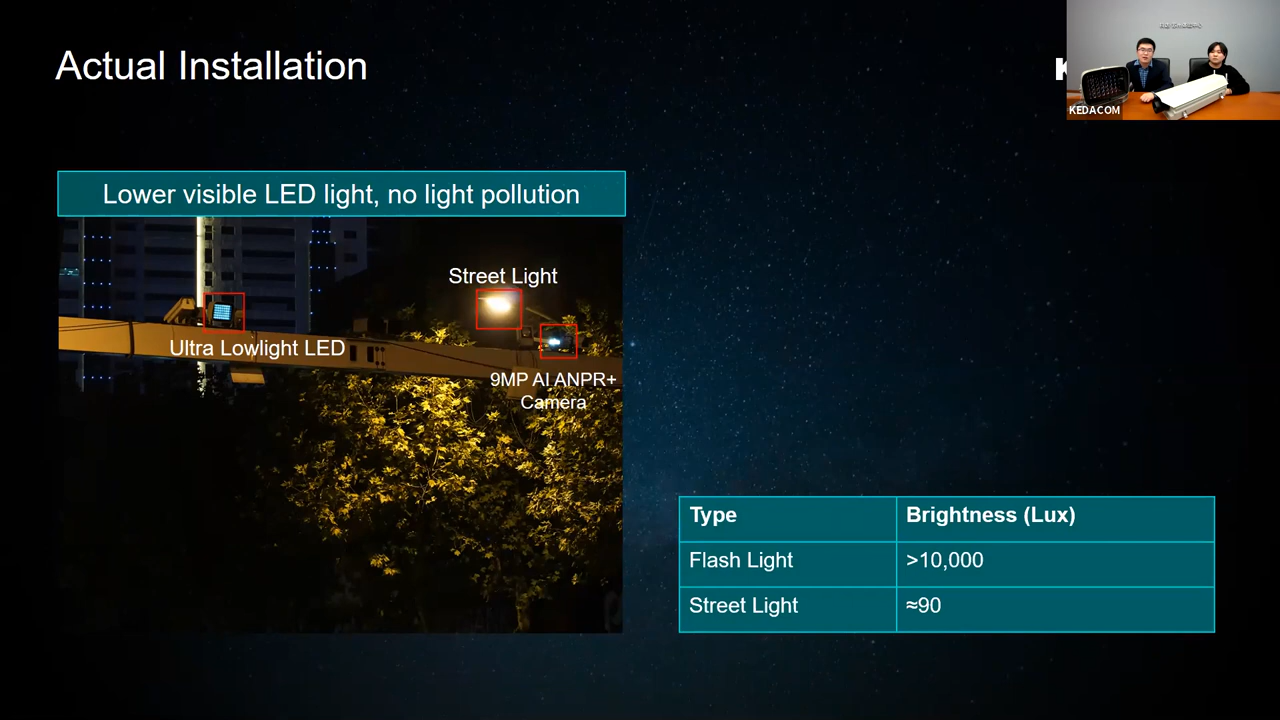 Actual Installation
K
KEDACOM
Lower visible LED light, no light pollution
Street Light
Ultra Lowlight LED
9MP AI ANPR+
Camera
Type Brightness (Lux)
Flash Light >10,000
Street Light ≈90